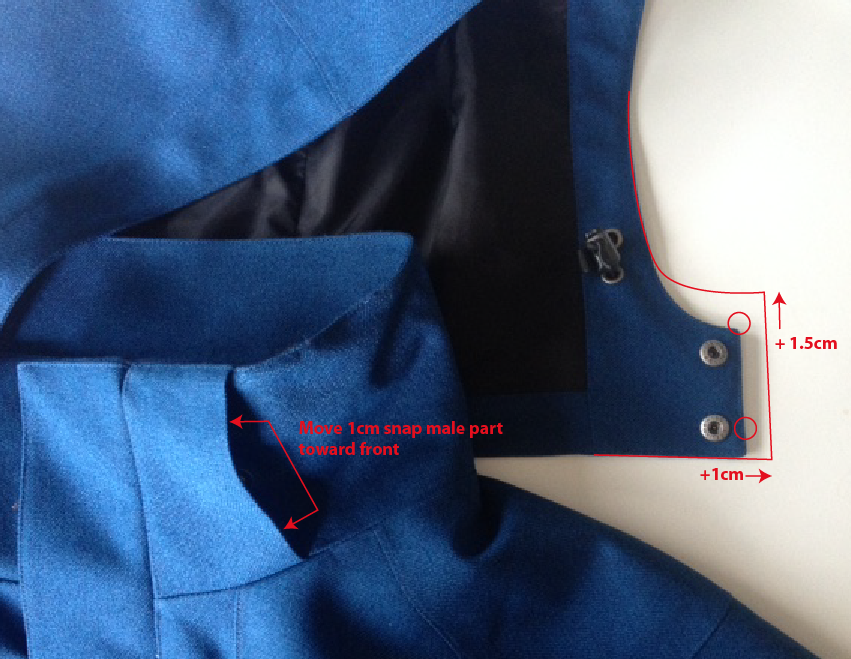 + 1.5cm
Move 1cm snap male part
toward front
+1cm